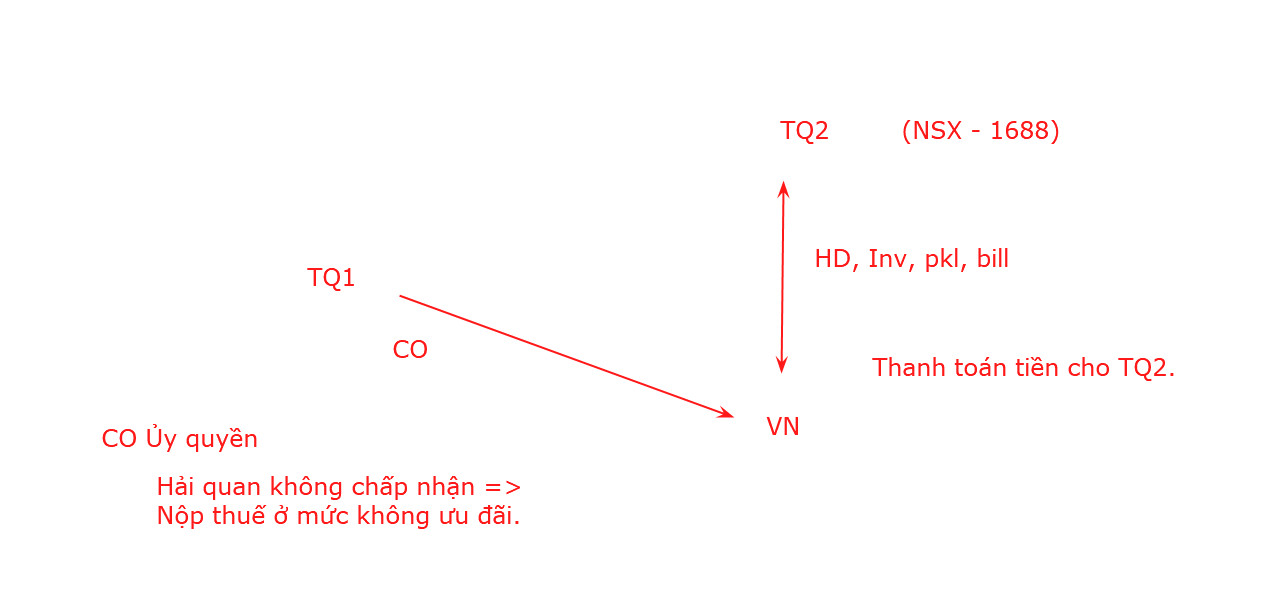 TQ2 (NSX - 1688)
HD, Inv, pkl, bill
TQ1
CO
Thanh toán tiền cho TQ2.
VN
CO Ủy quyền
Hải quan không chấp nhận =>
Nộp thuế ở mức không ưu đãi.